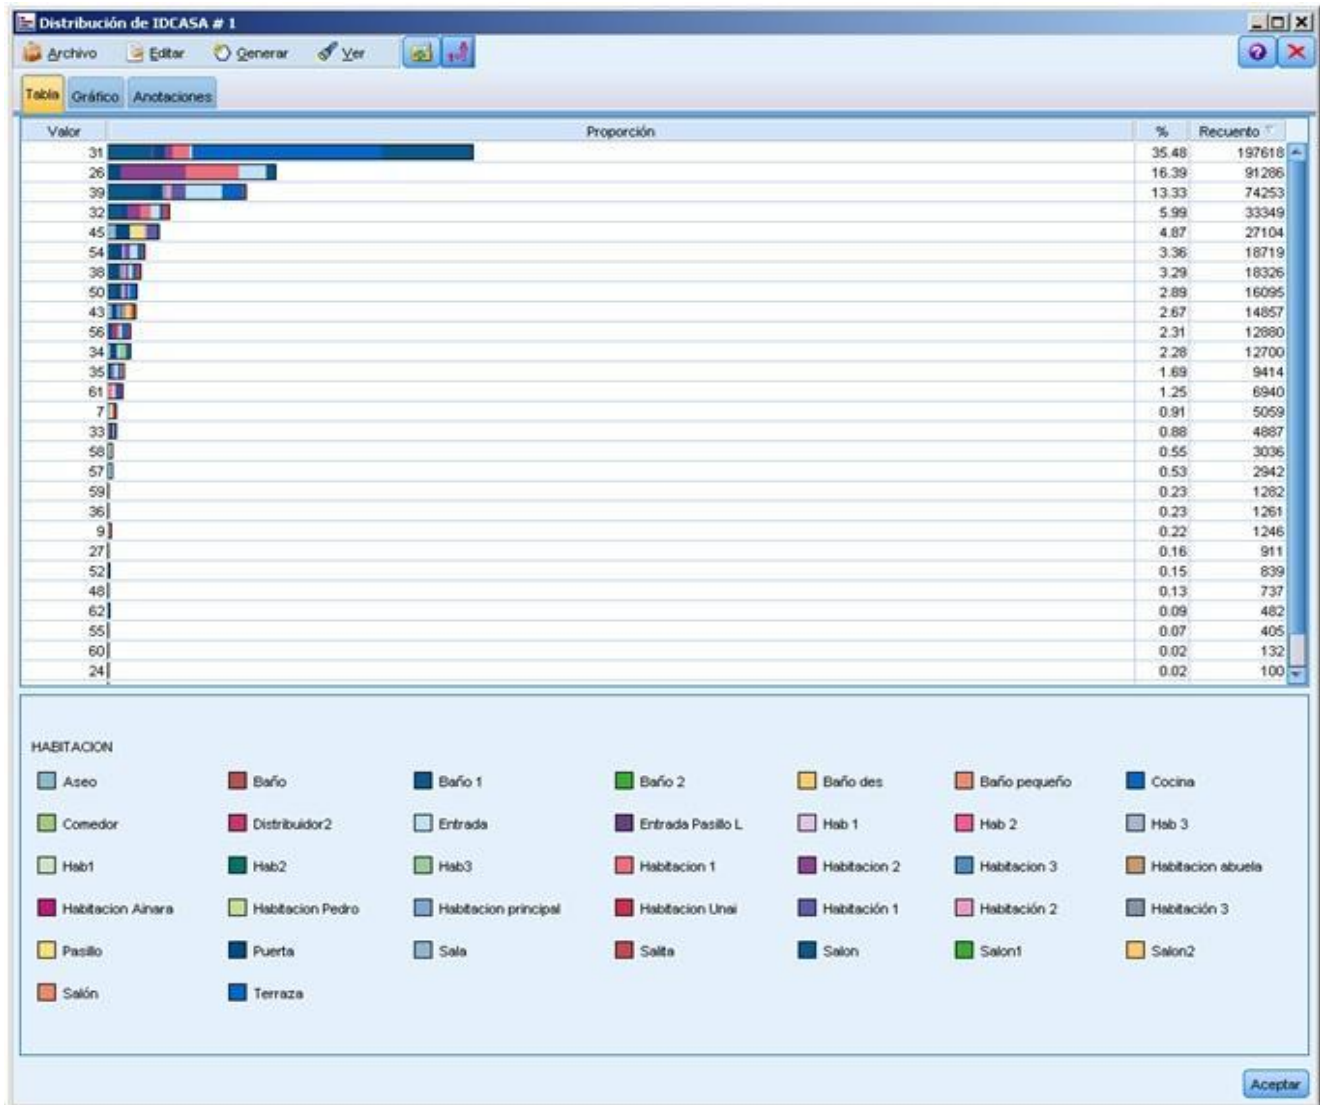 Distribución de IDCASA # 1
Archivo Editar Generar Ver
Tabla Gráfico Anotaciones
Valor Proporción % Recuento
31 35.48 197618
26 16.39 91286
39 13.33 74253
32 5.99 33349
45 4.87 27104
54 3.36 18719
38 3.29 18326
50 2.89 16095
43 2.67 14857
56 2.31 12880
34 2.28 12700
35 1.69 9414
61 1.25 6940
7 0.91 5059
33 0.88 4887
58 0.55 3036
57 0.53 2942
59 0.23 1282
36 0.23 1261
9 0.22 1246
27 0.16 911
52 0.15 839
48 0.13 737
62 0.09 482
55 0.07 405
60 0.02 132
24 0.02 100
HABITACION
Aseo Baño Baño 1 Baño 2 Baño des Baño pequeño Cocina
Comedor Distribuidor2 Entrada Entrada Pasillo L Hab 1 Hab 2 Hab 3
Hab1 Hab2 Hab3 Habitacion 1 Habitacion 2 Habitacion 3 Habitacion abuela
Habitacion Ainara Habitacion Pedro Habitacion principal Habitacion Unai Habitación 1 Habitación 2 Habitación 3
Pasillo Puerta Sala Salita Salon Salon1 Salon2
Salón Terraza
Aceptar